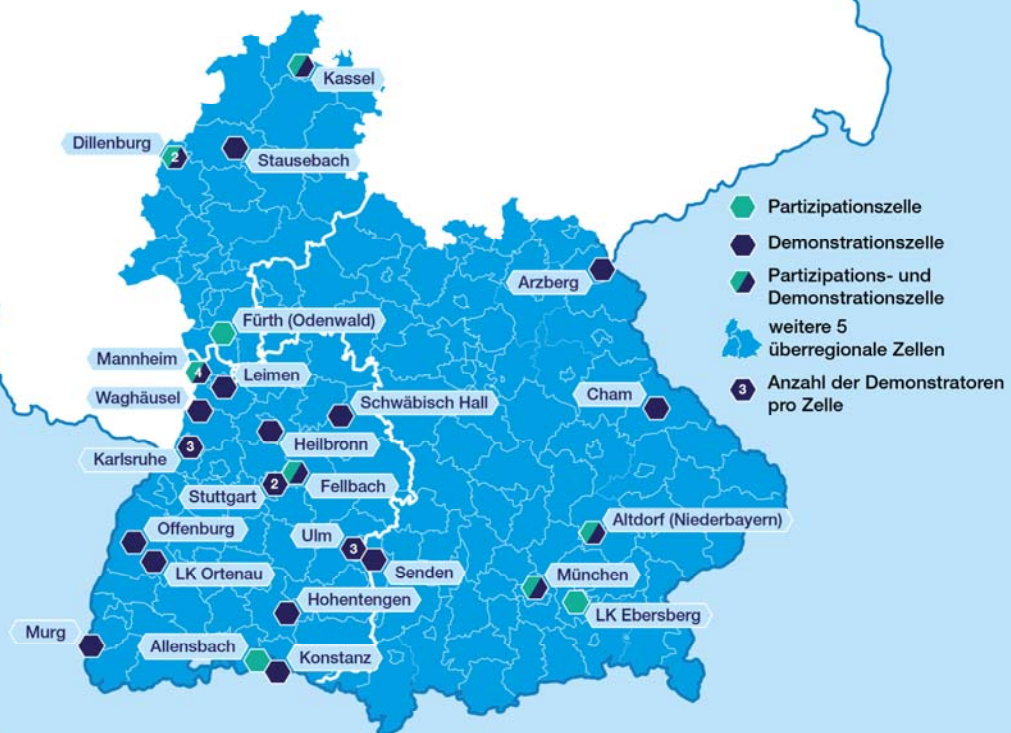 Kassel
Dillenburg
2
Stausebach
Partizipationszelle
Demonstrationszelle
Partizipations- und
Demonstrationszelle
weitere 5
überregionale Zellen
3
Anzahl der Demonstratoren
pro Zelle
Arzberg
Fürth (Odenwald)
Mannheim
4
Leimen
Waghäusel
Schwäbisch Hall
Cham
Heilbronn
Karlsruhe
3
Stuttgart
2
Fellbach
Offenburg
LK Ortenau
Ulm
3
Senden
Altdorf (Niederbayern)
München
LK Ebersberg
Hohentengen
Murg
Allensbach
Konstanz